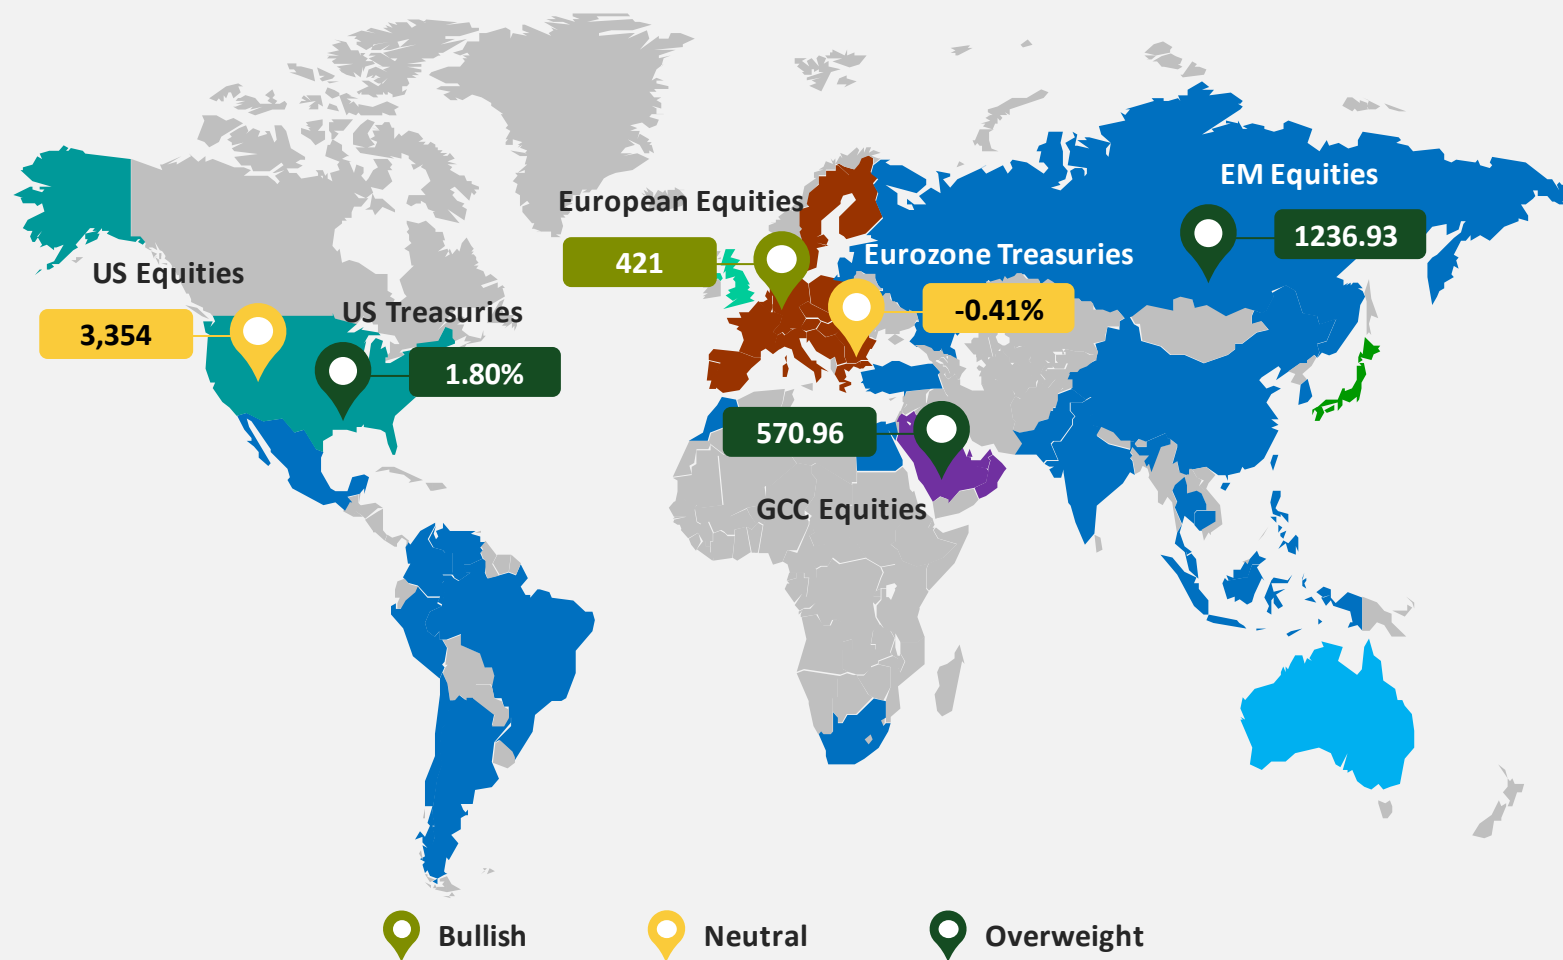 EM Equities
1236.93
European Equities
421
Eurozone Treasuries
-0.41%
US Equities
3,354
US Treasuries
1.80%
570.96
GCC Equities
Bullish
Neutral
Overweight